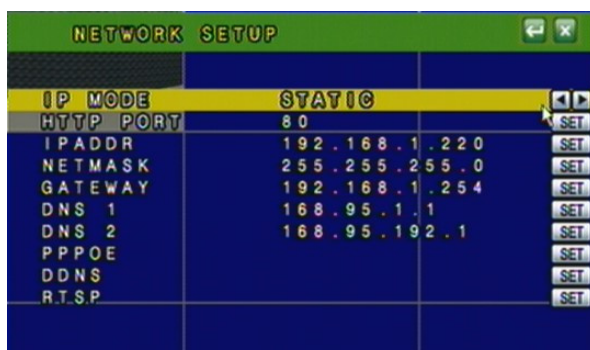 NETWORK SETUP
IP MODE STATIC
HTTP PORT 80 SET
IPADDR 192.168.1.220 SET
NETMASK 255.255.255.0 SET
GATEWAY 192.168.1.254 SET
DNS 1 168.95.1.1 SET
DNS 2 168.95.192.1 SET
PPPOE SET
DDNS SET
RTSP SET